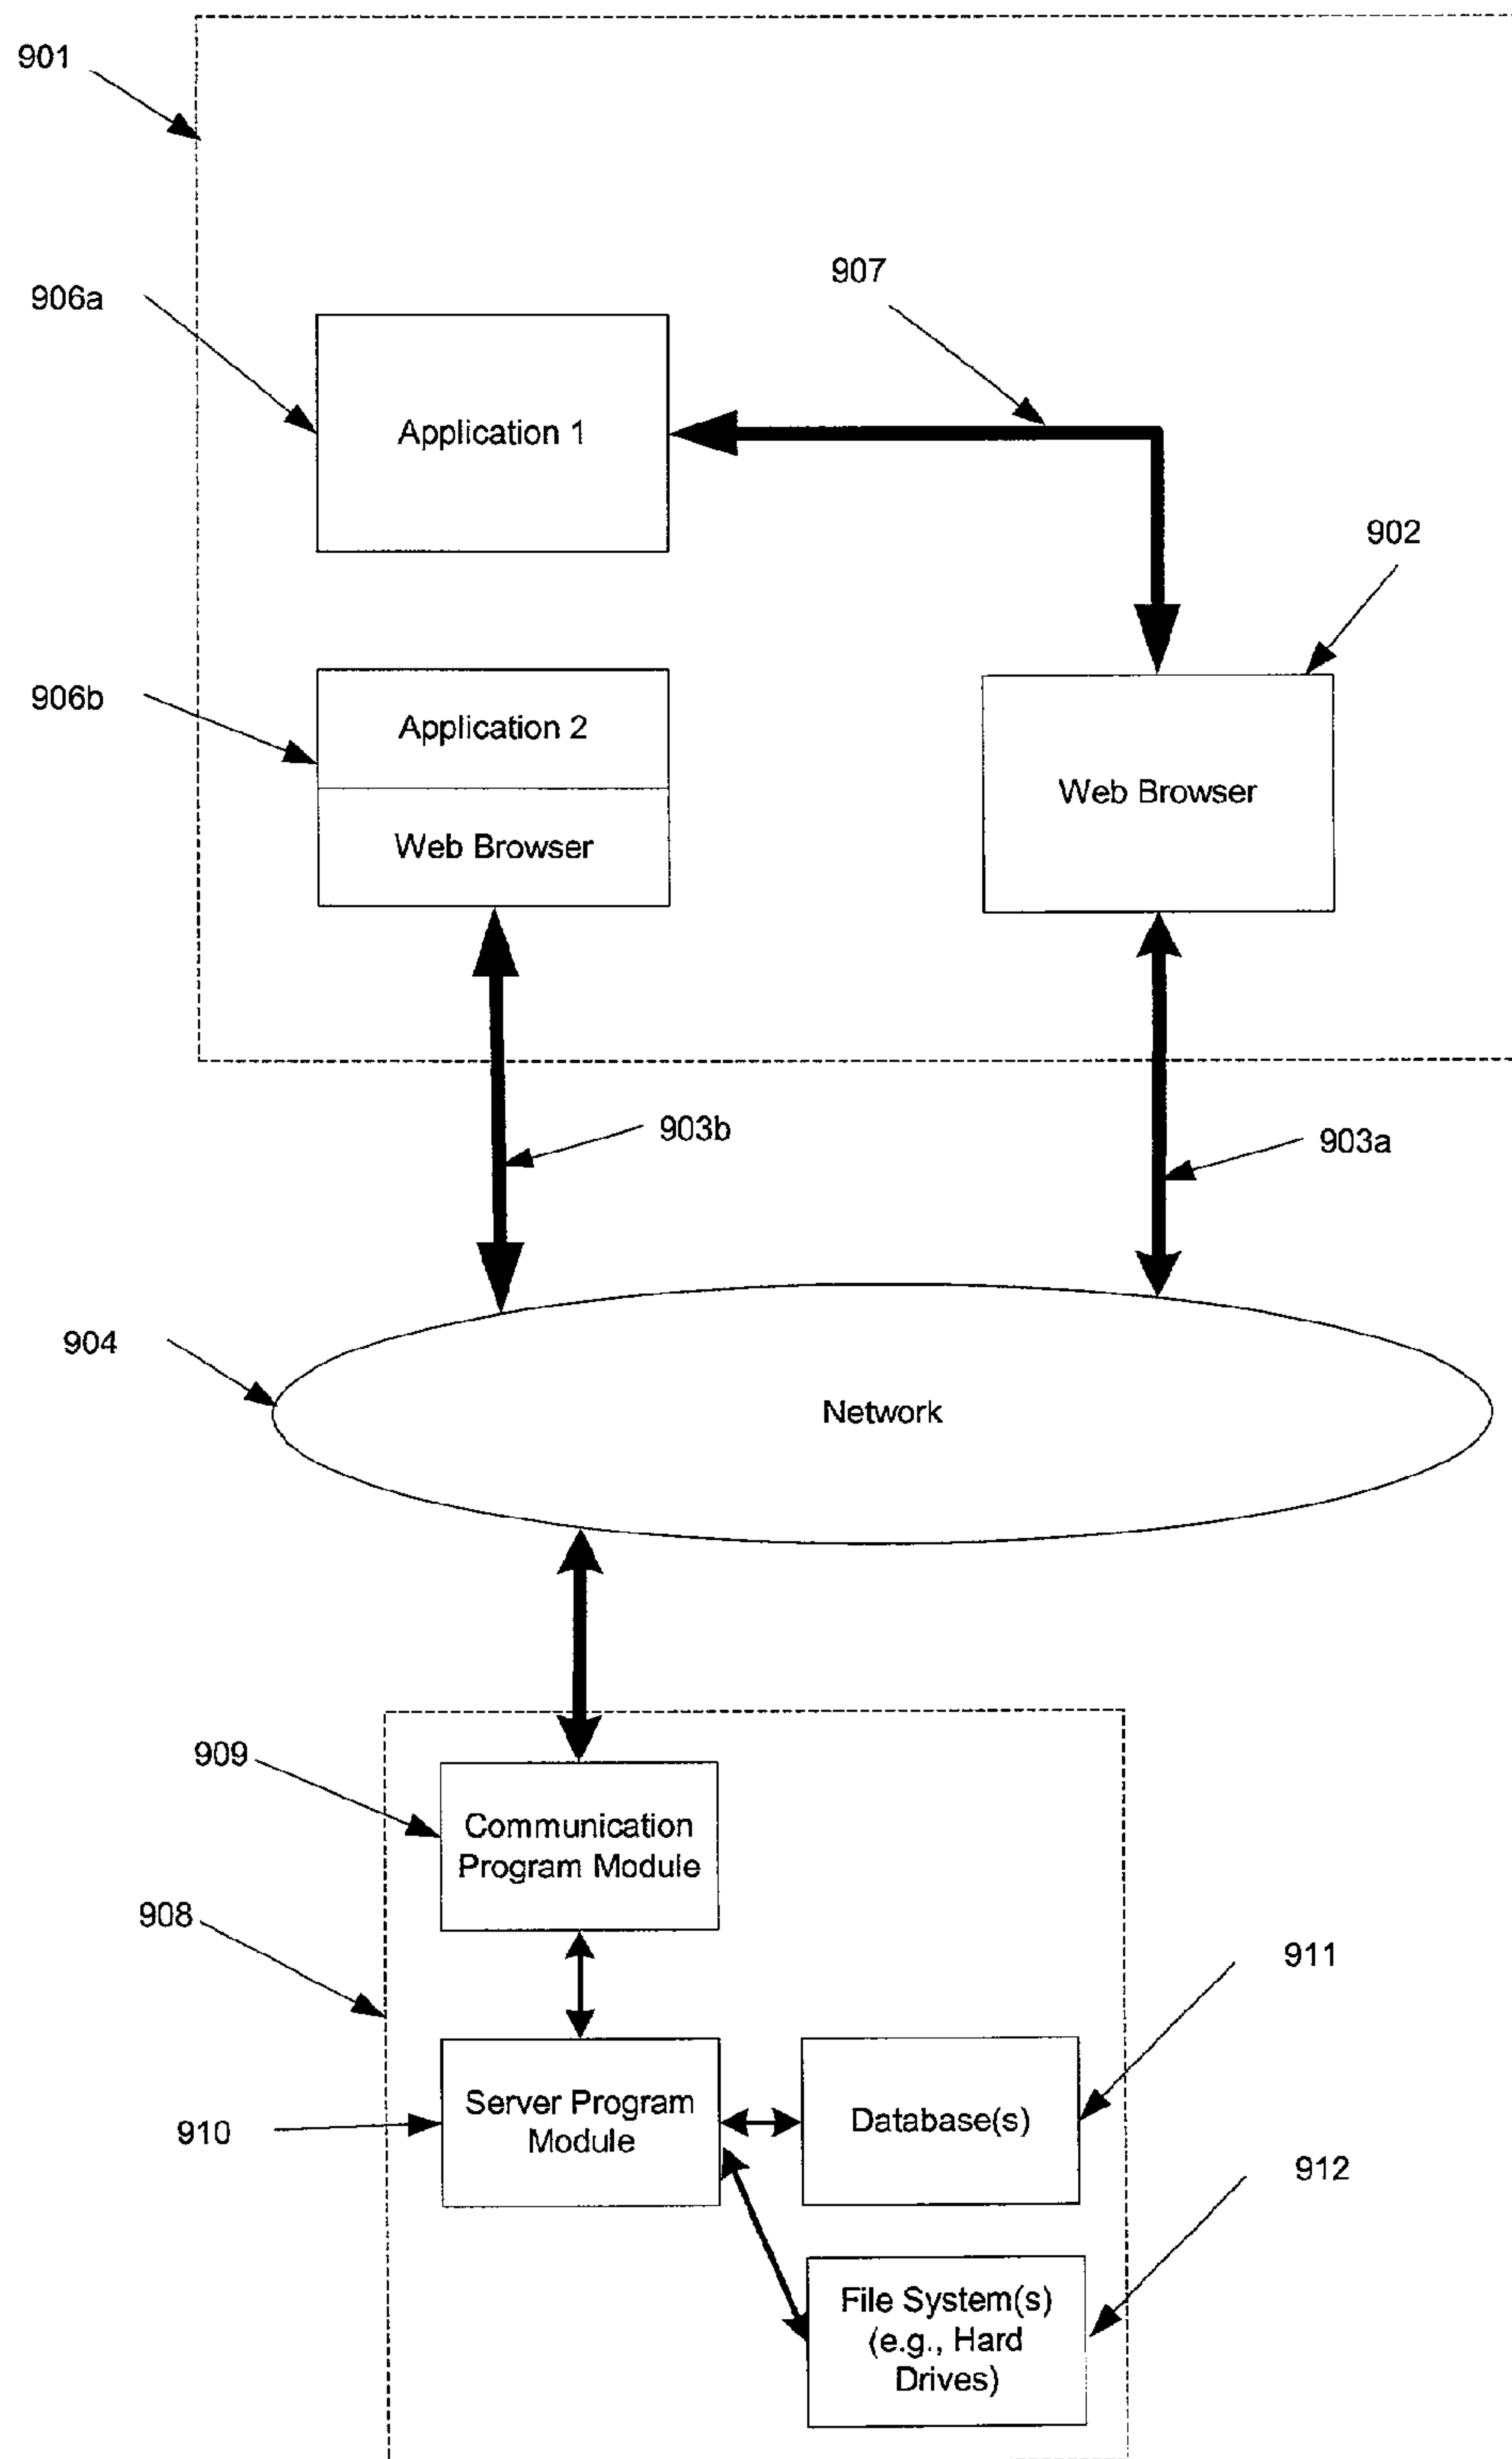 901
906a
907
Application 1
902
906b
Application 2
Web Browser
Web Browser
903b
903a
904
Network
909
Communication
Program Module
908
911
910
Server Program
Module
Database(s)
912
File System(s)
(e.g., Hard
Drives)